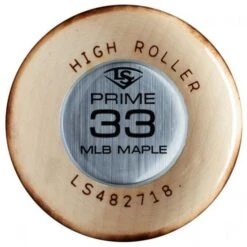 HIGH ROLLER
LS
PRIME
33
MLB MAPLE
LS482718.